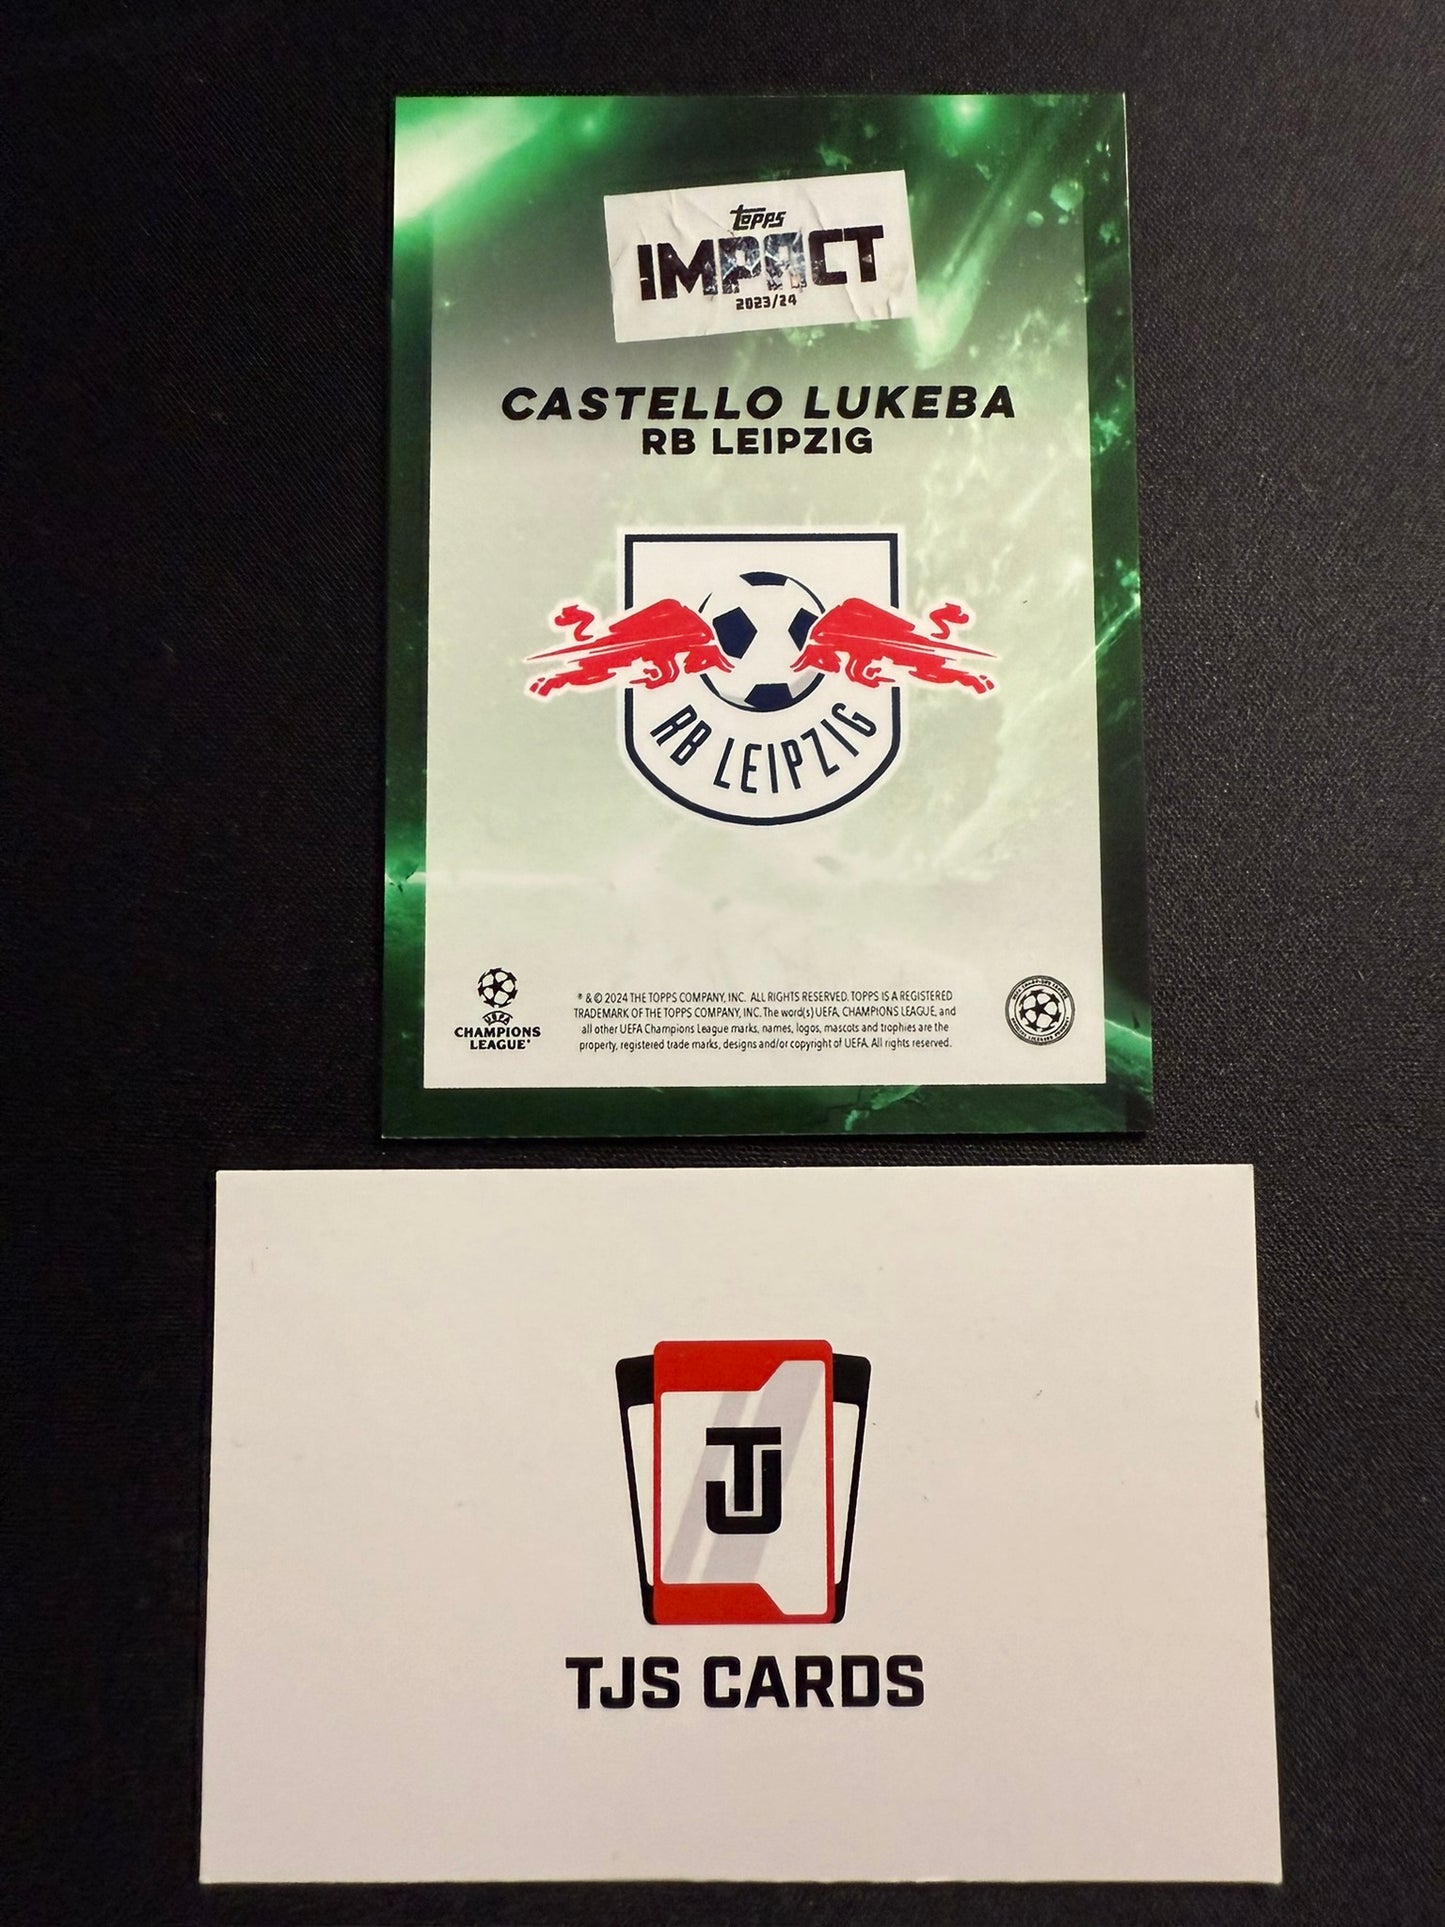 topps
IMPACT
2023/24
CASTELLO LUKEBA
RB LEIPZIG
RB LEIPZIG
UEFA
CHAMPIONS
LEAGUE®
® & © 2024 THE TOPPS COMPANY, INC. ALL RIGHTS RESERVED. TOPPS IS A REGISTERED
TRADEMARK OF THE TOPPS COMPANY, INC. The word(s) UEFA, CHAMPIONS LEAGUE, and
all other UEFA Champions League marks, names, logos, mascots and trophies are the
property, registered trade marks, designs and/or copyright of UEFA. All rights reserved.
TJ
TJS CARDS